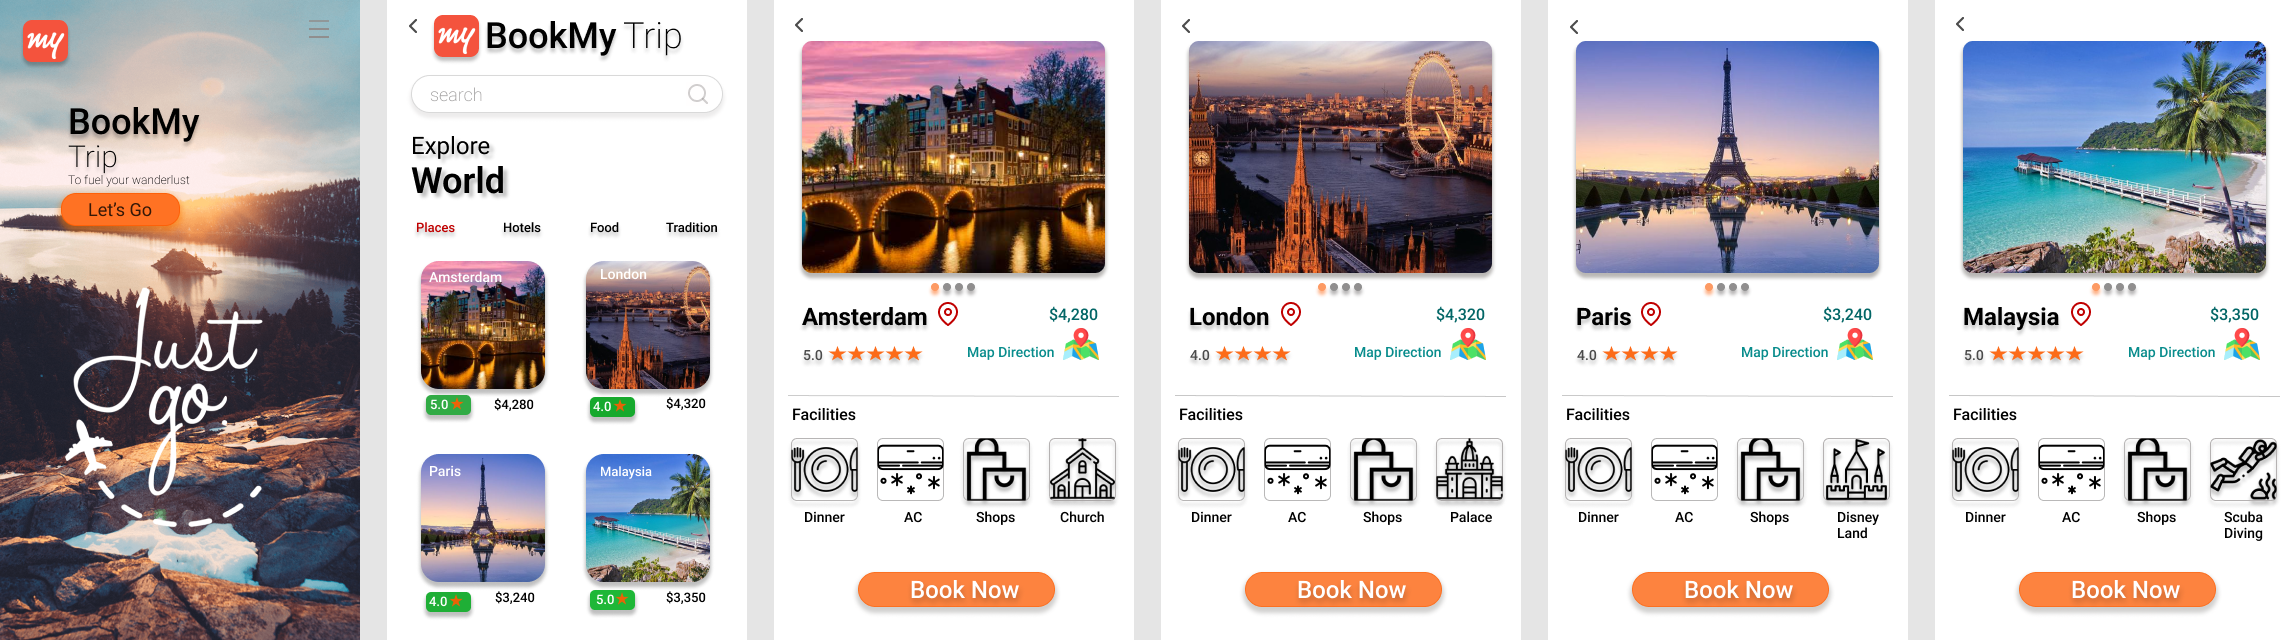 my
BookMy
Trip
To fuel your wanderlust
Let's Go
Just
go
my BookMy Trip
search
Explore
World
Places Hotels Food Tradition
Amsterdam London
5.0 $4,280 4.0 $4,320
Paris Malaysia
4.0 $3,240 5.0 $3,350
Amsterdam $4,280
5.0 Map Direction
Facilities
Dinner AC Shops Church
Book Now
London $4,320
4.0 Map Direction
Facilities
Dinner AC Shops Palace
Book Now
Paris $3,240
4.0 Map Direction
Facilities
Dinner AC Shops Disney
Land
Book Now
Malaysia $3,350
5.0 Map Direction
Facilities
Dinner AC Shops Scuba
Diving
Book Now